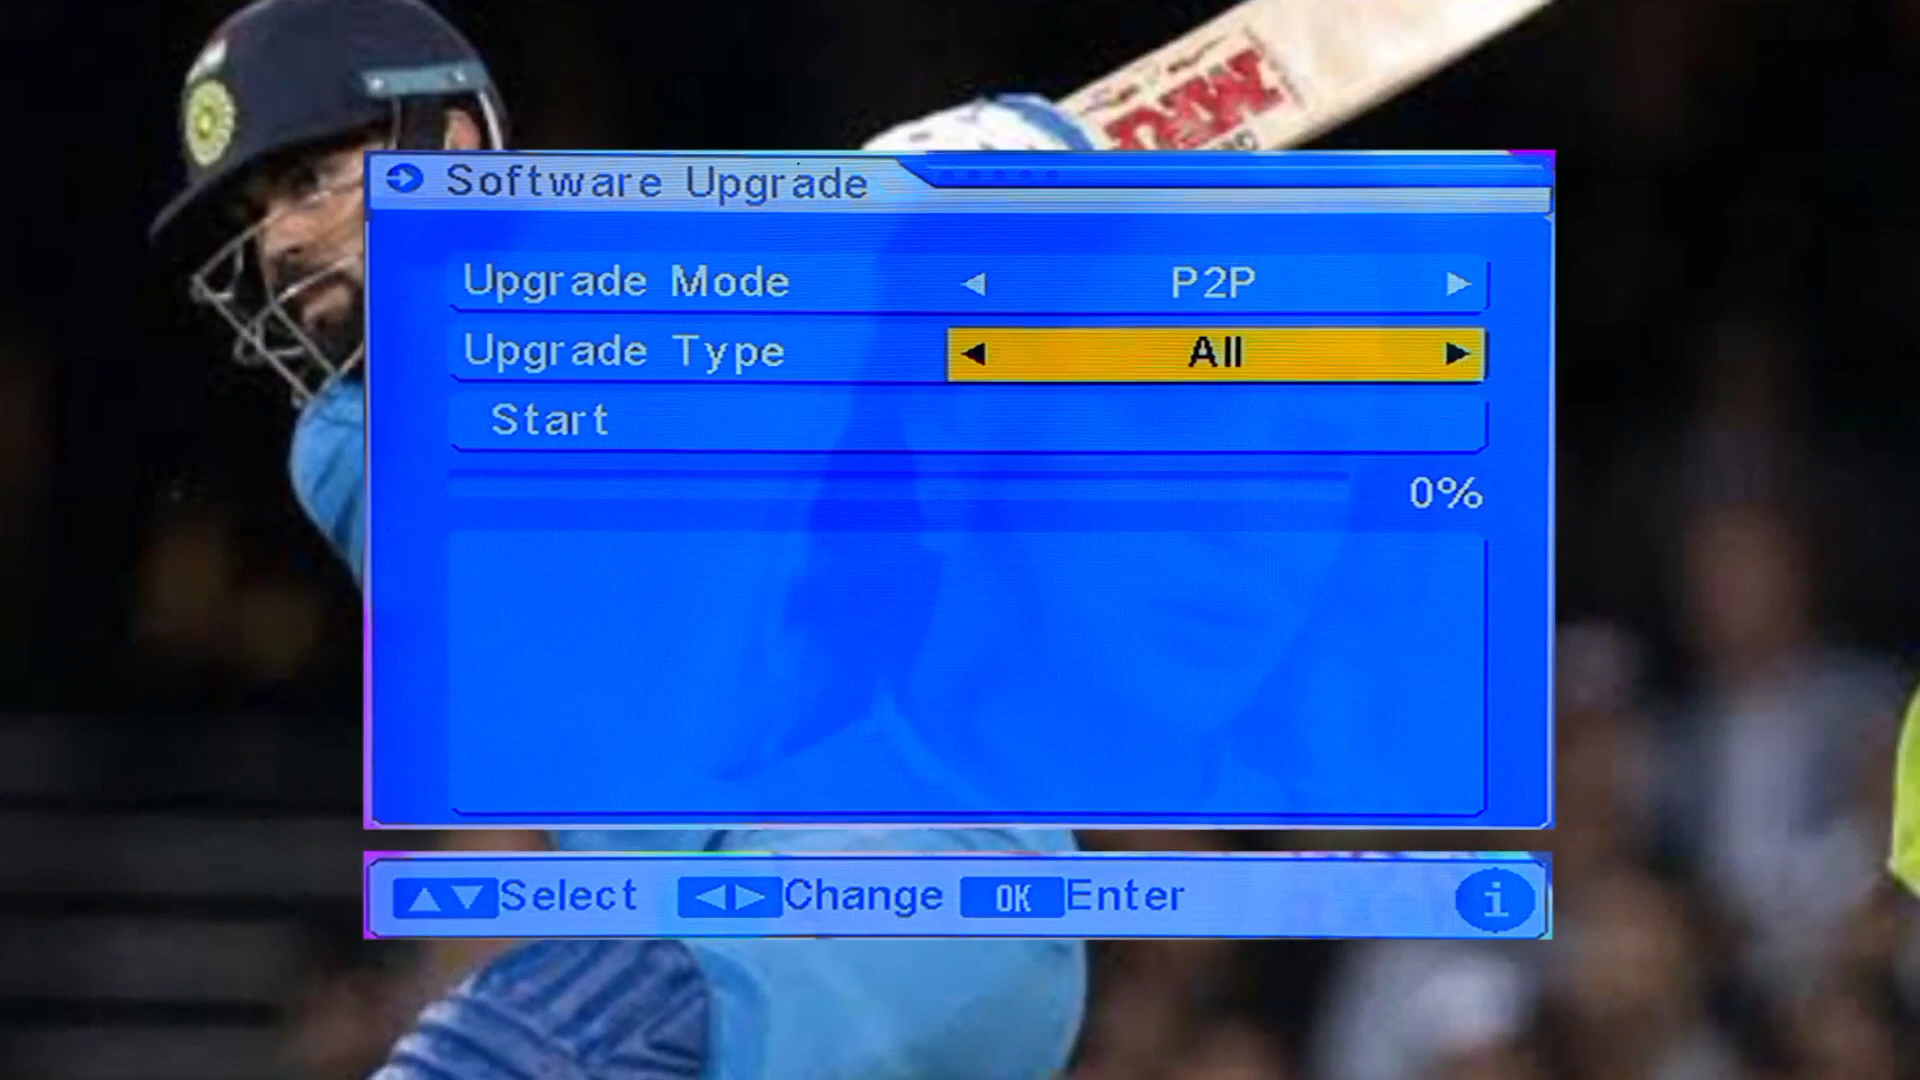 Software Upgrade
Upgrade Mode P2P
Upgrade Type All
Start
0%
Select Change OK Enter i